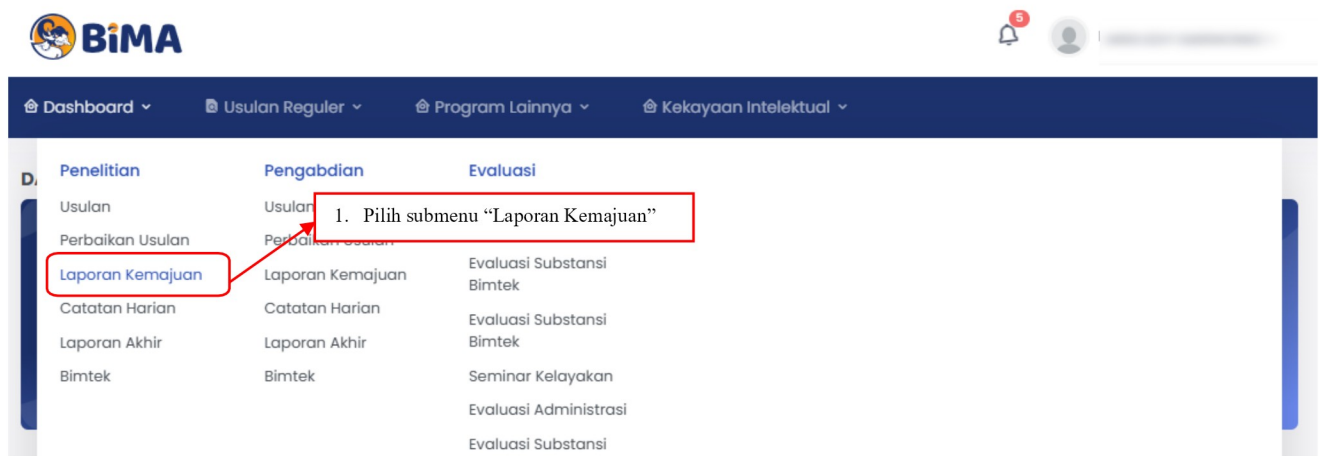 BiMA
5
Dashboard
Usulan Reguler
Program Lainnya
Kekayaan Intelektual
Penelitian
Usulan
Perbaikan Usulan
Laporan Kemajuan
Catatan Harian
Laporan Akhir
Bimtek
Pengabdian
Usulan
Perbaikan Usulan
Laporan Kemajuan
Catatan Harian
Laporan Akhir
Bimtek
Evaluasi
Evaluasi Substansi
Bimtek
Evaluasi Substansi
Bimtek
Seminar Kelayakan
Evaluasi Administrasi
Evaluasi Substansi
1. Pilih submenu “Laporan Kemajuan”